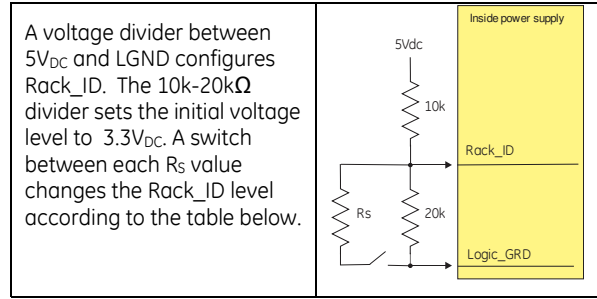 A voltage divider between
5VDC and LGND configures
Rack_ID. The 10k-20kΩ
divider sets the initial voltage
level to 3.3VDC. A switch
between each RS value
changes the Rack_ID level
according to the table below.
Inside power supply
5Vdc
10k
Rack_ID
Rs
20k
Logic_GRD